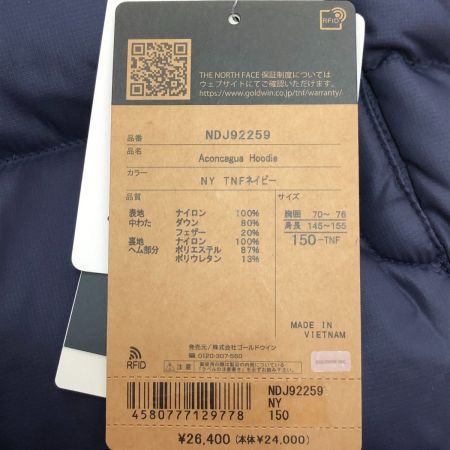 RFID
THE NORTH FACE 保証制度については
ウェブサイトにてご確認いただけます
https://www.goldwin.co.jp/tnf/warranty/
品番 NDJ92259
品名 Aconcagua Hoodie
カラー NY TNFネイビー
品質
表地 ナイロン 100%
中わた ダウン 80%
フェザー 20%
裏地 ナイロン 100%
ヘム部分 ポリエステル 87%
ポリウレタン 13%
サイズ
胸囲 70～ 76
身長 145～155
150-TNF
MADE IN
VIETNAM
発売元/株式会社ゴールドウイン
0120-307-560
RFID
注意
4580777129778
NDJ92259
NY
150
¥26,400 (本体¥24,000)